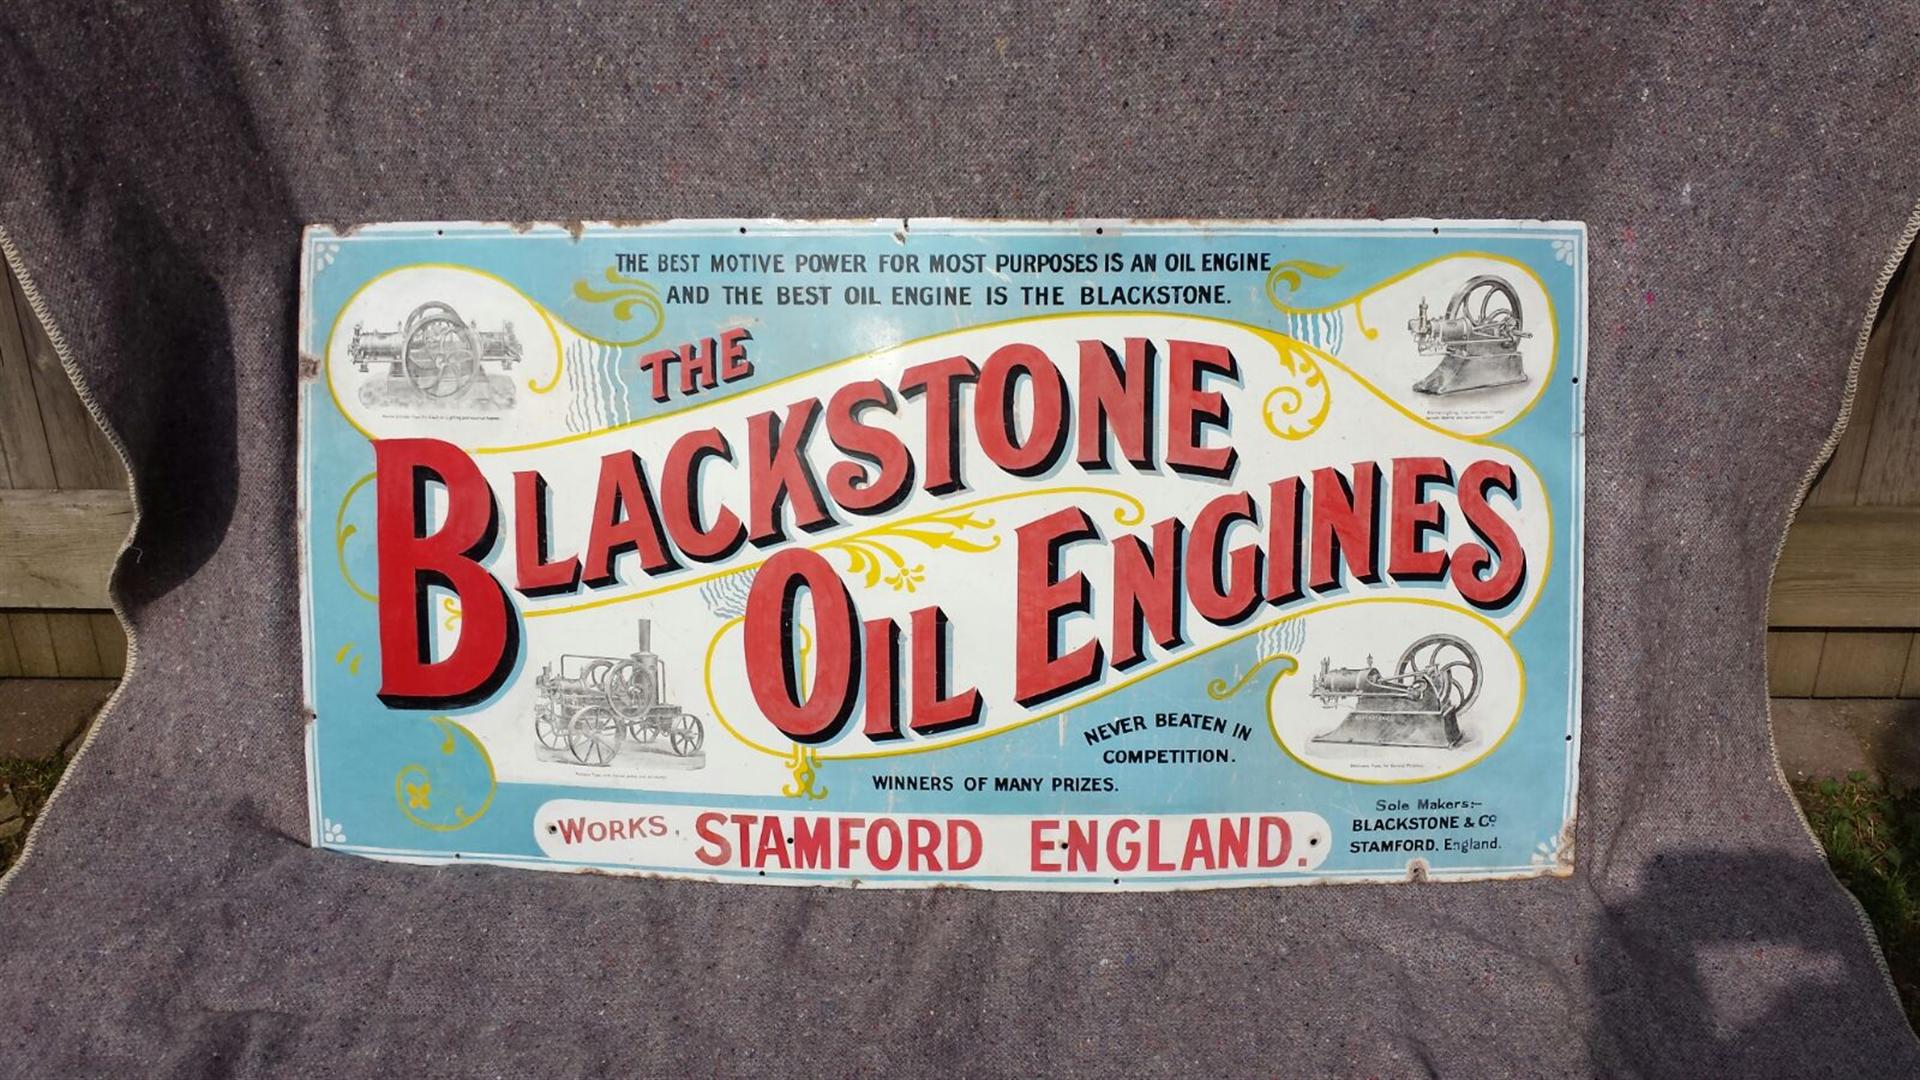 THE BEST MOTIVE POWER FOR MOST PURPOSES IS AN OIL ENGINE
AND THE BEST OIL ENGINE IS THE BLACKSTONE.
THE
BLACKSTONE
OIL ENGINES
NEVER BEATEN IN
COMPETITION.
WINNERS OF MANY PRIZES.
WORKS, STAMFORD ENGLAND.
Sole Makers:-
BLACKSTONE & Co
STAMFORD. England.